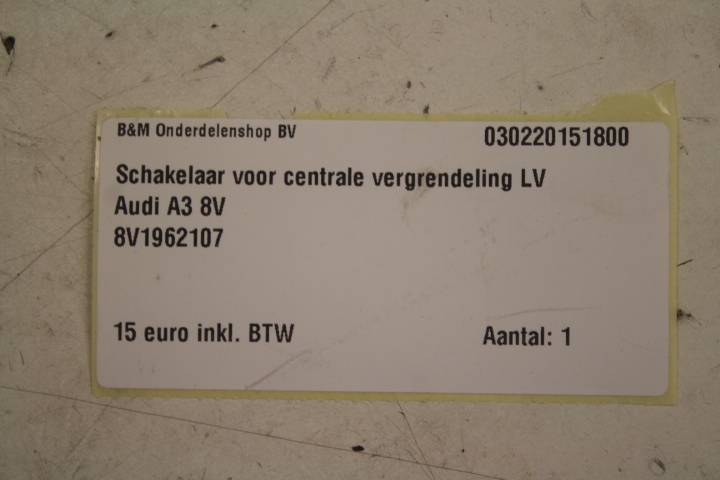 B&M Onderdelenshop BV 030220151800
Schakelaar voor centrale vergrendeling LV
Audi A3 8V
8V1962107
15 euro inkl. BTW Aantal: 1